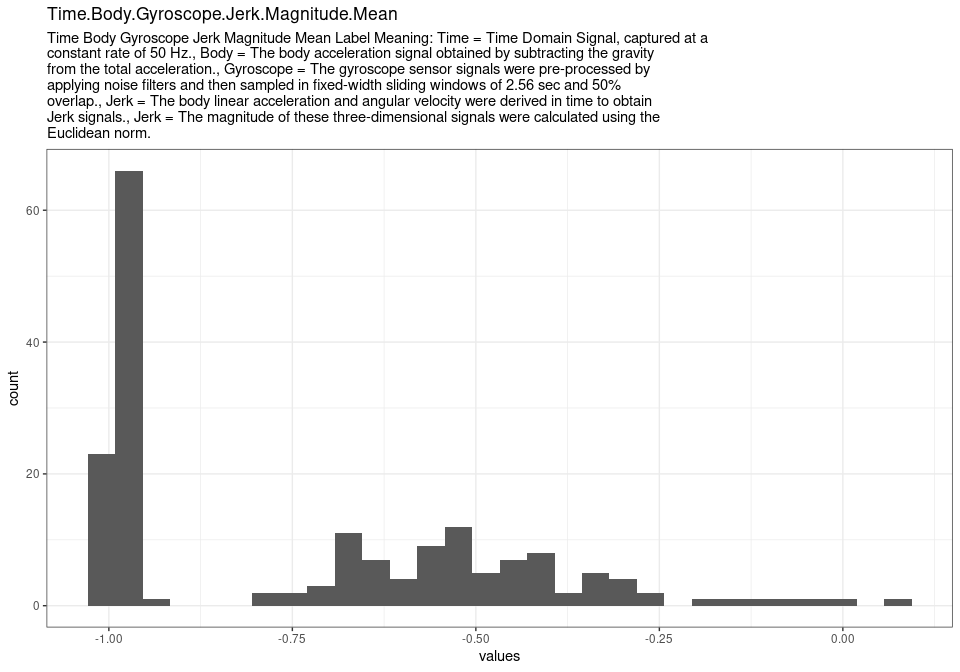 Time.Body.Gyroscope.Jerk.Magnitude.Mean
Time Body Gyroscope Jerk Magnitude Mean Label Meaning: Time = Time Domain Signal, captured at a
constant rate of 50 Hz., Body = The body acceleration signal obtained by subtracting the gravity
from the total acceleration., Gyroscope = The gyroscope sensor signals were pre-processed by
applying noise filters and then sampled in fixed-width sliding windows of 2.56 sec and 50%
overlap., Jerk = The body linear acceleration and angular velocity were derived in time to obtain
Jerk signals., Jerk = The magnitude of these three-dimensional signals were calculated using the
Euclidean norm.
60
40
count
20
0
-1.00 -0.75 -0.50 -0.25 0.00
values